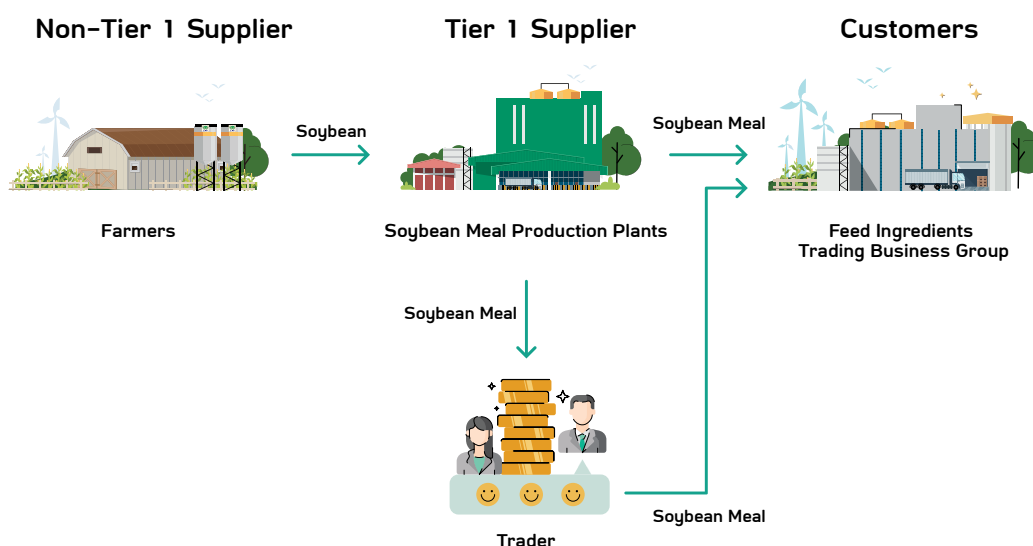 Non-Tier 1 Supplier
Tier 1 Supplier
Customers
Soybean
Soybean Meal
Farmers
Soybean Meal Production Plants
Feed Ingredients
Trading Business Group
Soybean Meal
Soybean Meal
Trader